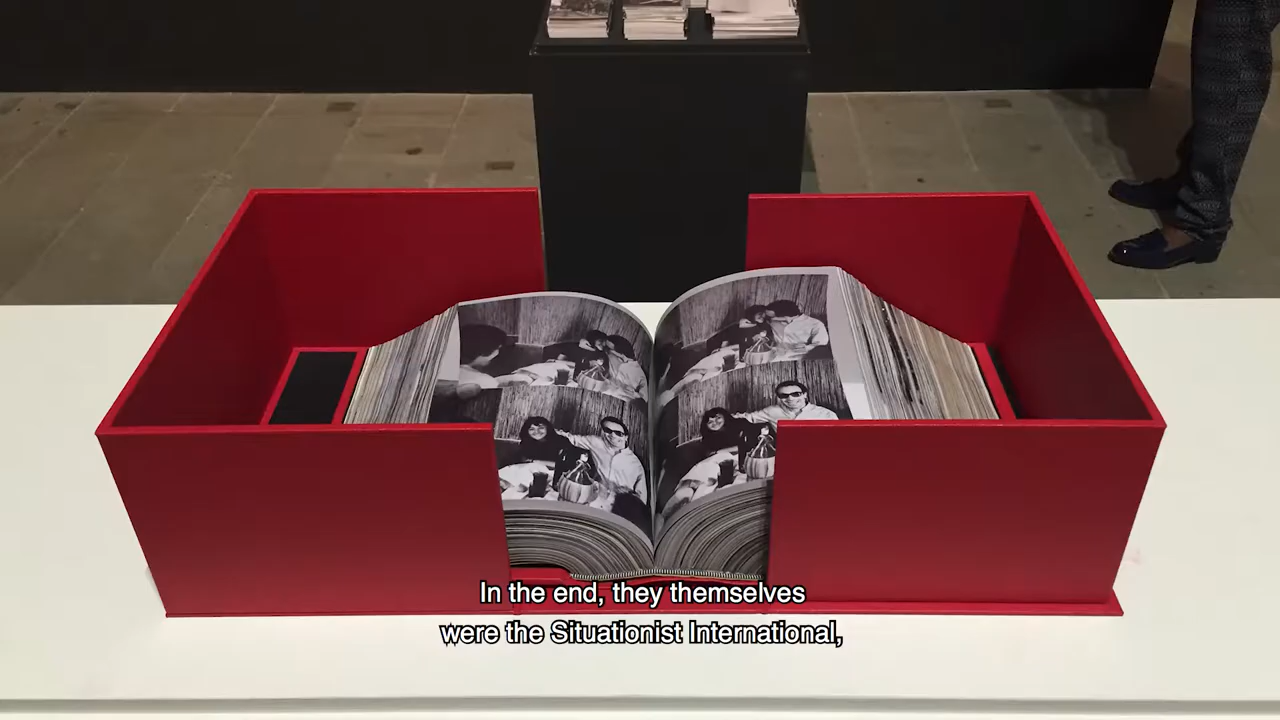 In the end, they themselves
were the Situationist International,